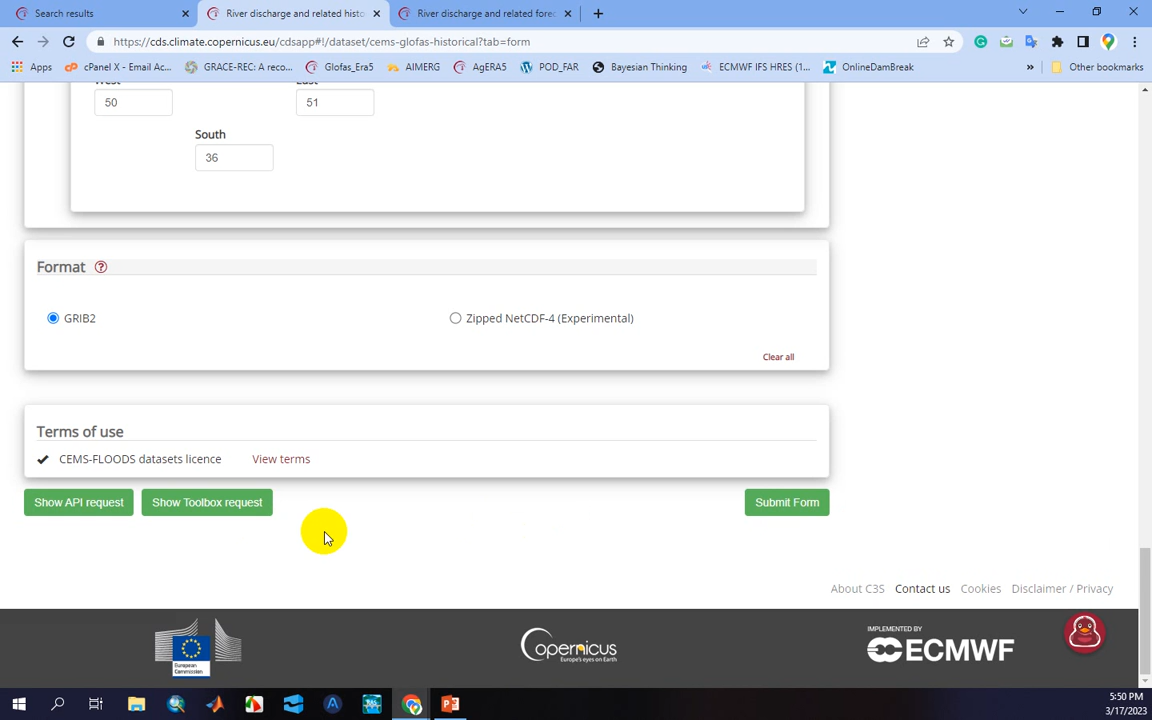 Search results
River discharge and related histo
River discharge and related forec
https://cds.climate.copernicus.eu/cdsapp#!/dataset/cems-glofas-historical?tab=form
Apps
cPanel X - Email Ac...
GRACE-REC: A reco...
Glofas_Era5
AIMERG
AgERA5
POD_FAR
Bayesian Thinking
ECMWF IFS HRES (1...
OnlineDamBreak
»
Other bookmarks
West
East
50
51
South
36
Format ?
GRIB2
Zipped NetCDF-4 (Experimental)
Clear all
Terms of use
CEMS-FLOODS datasets licence
View terms
Show API request
Show Toolbox request
Submit Form
About C3S
Contact us
Cookies
Disclaimer / Privacy
European
Commission
Copernicus
Europe's eyes on Earth
IMPLEMENTED BY
ECMWF
5:50 PM
3/17/2023